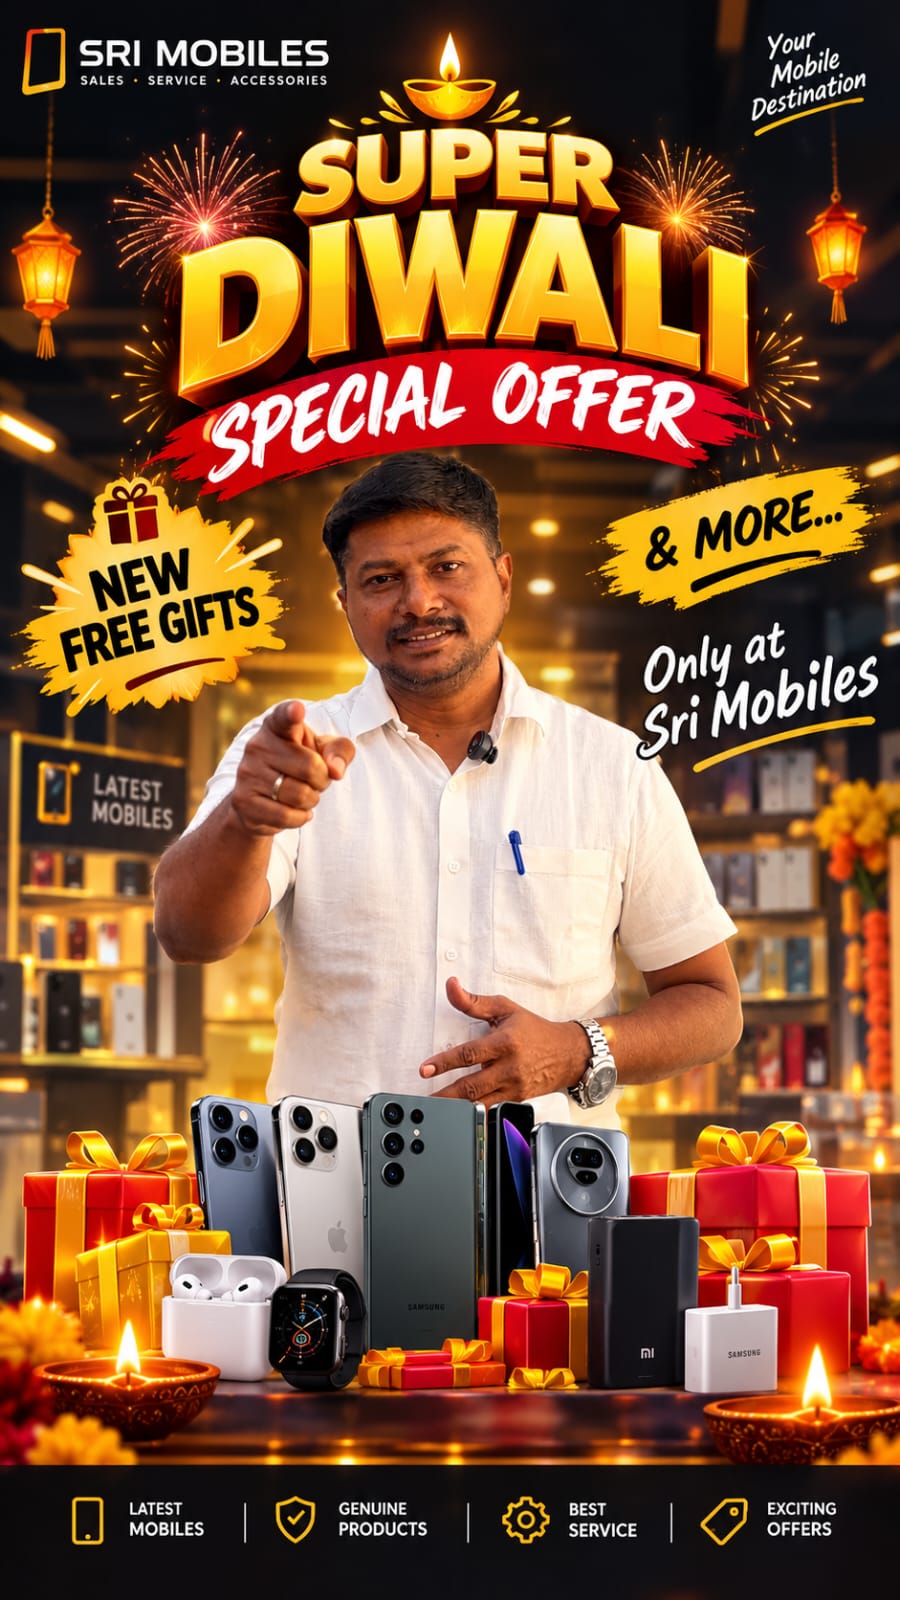 SRI MOBILES
SALES • SERVICE • ACCESSORIES
Your
Mobile
Destination
SUPER
DIWALI
SPECIAL OFFER
NEW
FREE GIFTS
& MORE...
Only at
Sri Mobiles
LATEST
MOBILES
SAMSUNG
mi
SAMSUNG
LATEST
MOBILES
GENUINE
PRODUCTS
BEST
SERVICE
EXCITING
OFFERS